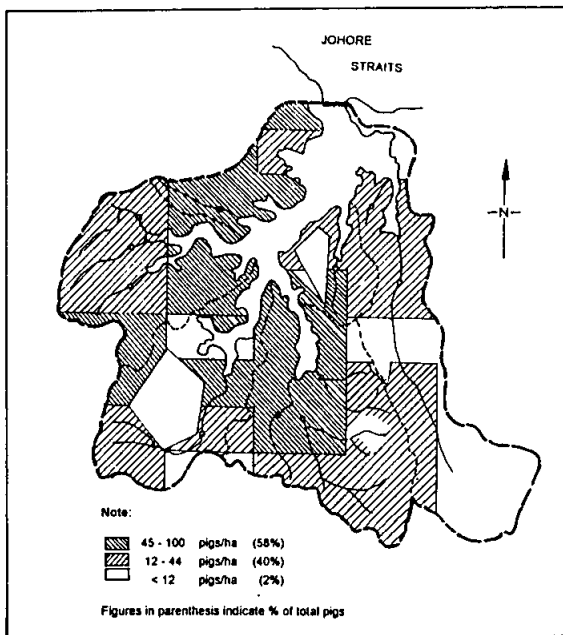 JOHORE
STRAITS
-N-
Note:
45 - 100 pigs/ha (58%)
12 - 44 pigs/ha (40%)
< 12 pigs/ha (2%)
Figures in parenthesis indicate % of total pigs